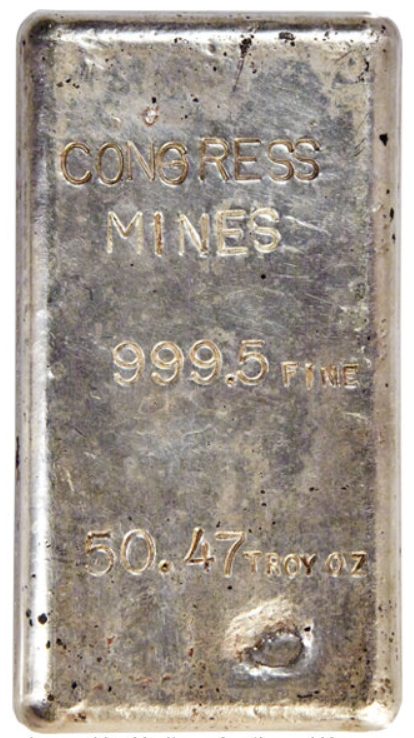 CONGRESS
MINES
999.5 FINE
50.47 TROY OZ